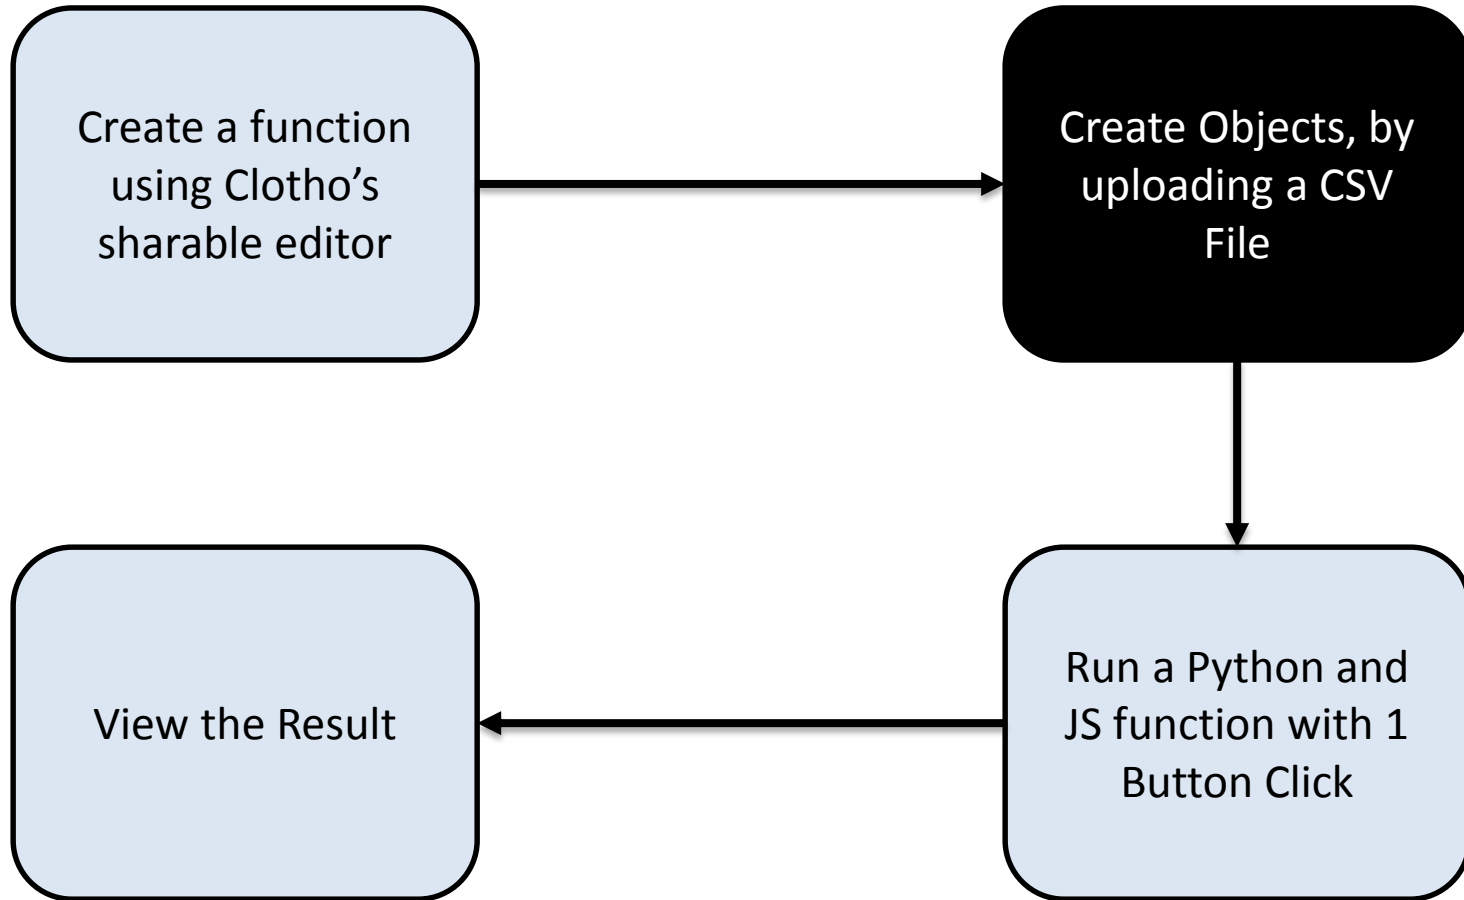 Create a function
using Clotho’s
sharable editor
Create Objects, by
uploading a CSV
File
Run a Python and
JS function with 1
Button Click
View the Result